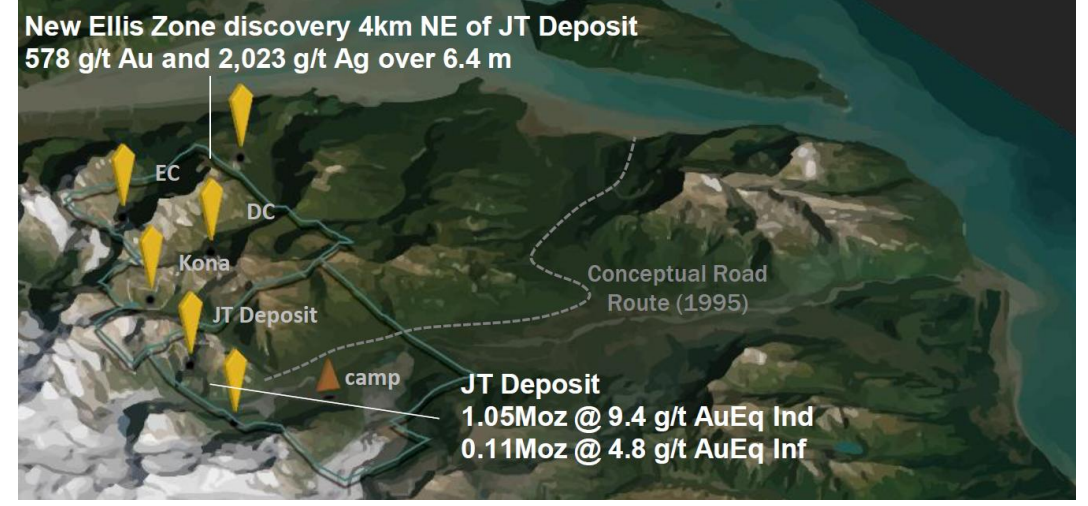 New Ellis Zone discovery 4km NE of JT Deposit
578 g/t Au and 2,023 g/t Ag over 6.4 m
EC
DC
Kona
JT Deposit
Conceptual Road
Route (1995)
camp
JT Deposit
1.05Moz @ 9.4 g/t AuEq Ind
0.11Moz @ 4.8 g/t AuEq Inf